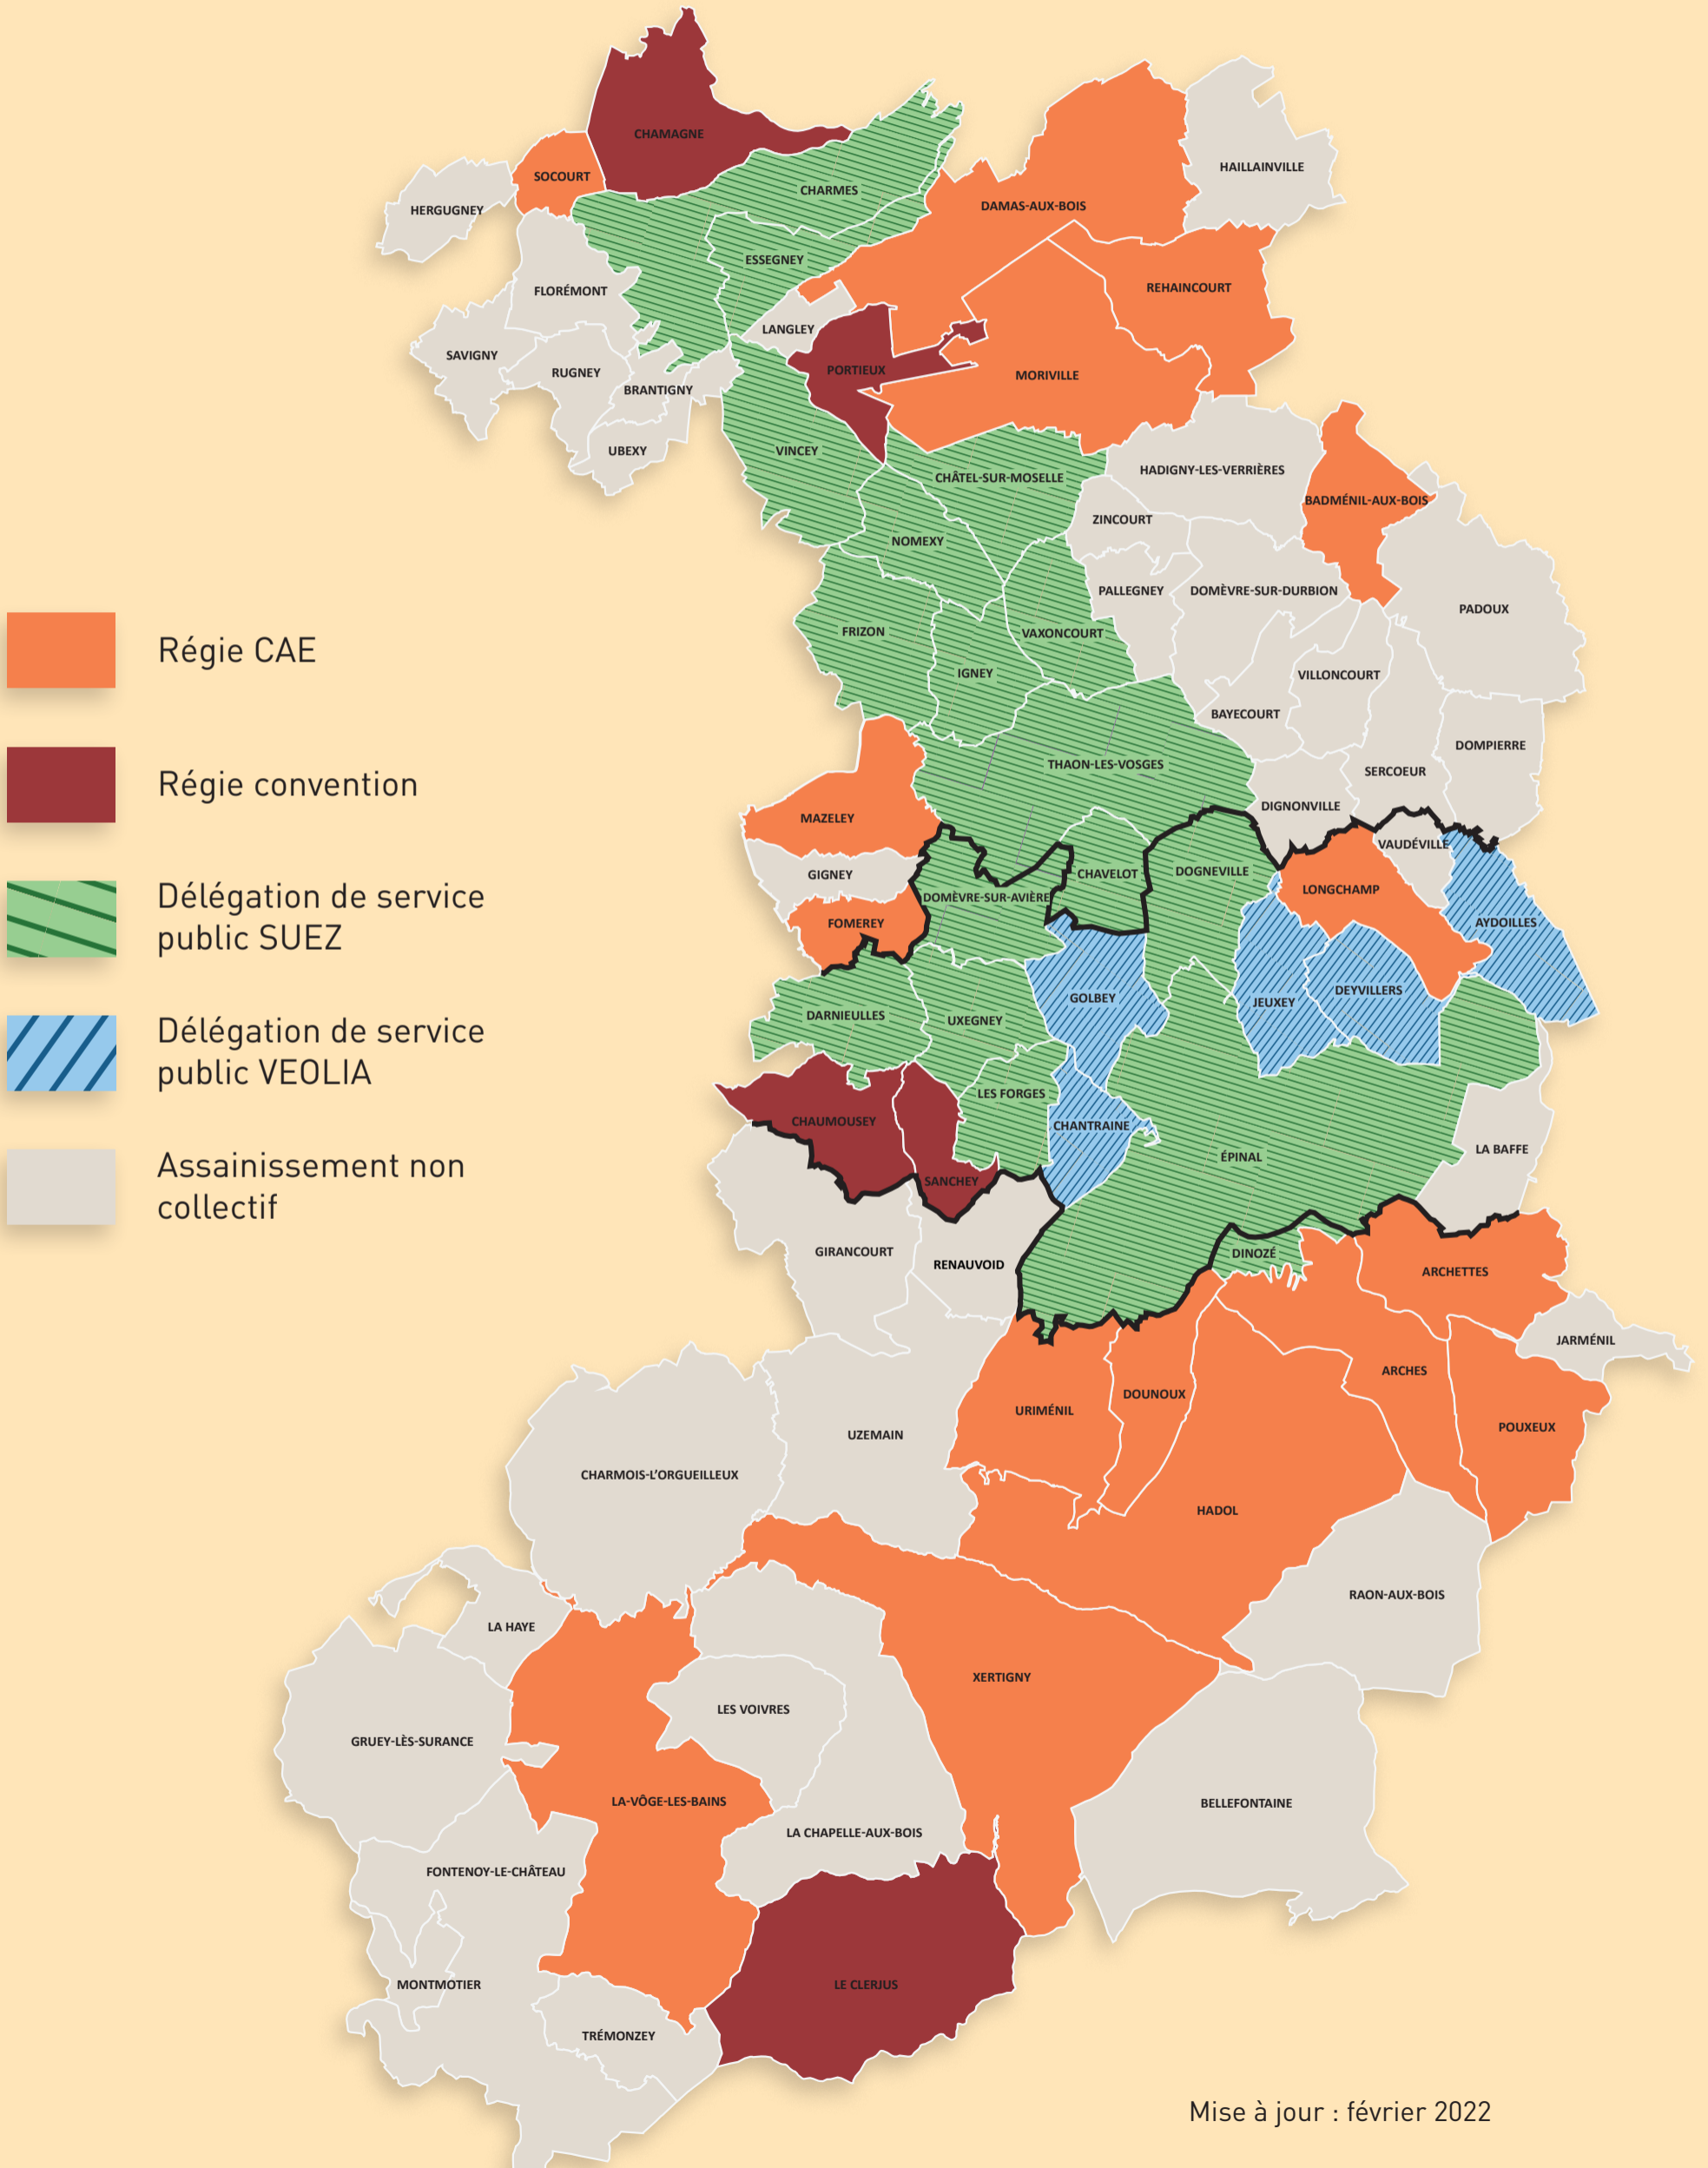 CHAMAGNE
SOCOURT
HAILLAINVILLE
CHARMES
DAMAS-AUX-BOIS
HERGUGNEY
ESSEGNEY
REHAINCOURT
FLORÉMONT
LANGLEY
SAVIGNY
RUGNEY
PORTIEUX
MORIVILLE
BRANTIGNY
UBEXY
VINCEY
HADIGNY-LES-VERRIÈRES
CHÂTEL-SUR-MOSELLE
BADMÉNIL-AUX-BOIS
ZINCOURT
NOMEXY
PALLEGNEY
DOMÈVRE-SUR-DURBION
PADOUX
FRIZON
VAXONCOURT
Régie CAE
IGNEY
VILLONCOURT
BAYECOURT
DOMPIERRE
THAON-LES-VOSGES
SERCOEUR
Régie convention
DIGNONVILLE
MAZELEY
VAUDÉVILLE
GIGNEY
CHAVELOT
DOGNEVILLE
LONGCHAMP
Délégation de service
public SUEZ
DOMÈVRE-SUR-AVIÈRE
FOMEREY
AYDOILLES
GOLBEY
JEUXEY
DEYVILLERS
DARNIEULLES
UXEGNEY
Délégation de service
public VEOLIA
LES FORGES
CHAUMOUSEY
CHANTRAINE
LA BAFFE
ÉPINAL
Assainissement non
collectif
SANCHEY
GIRANCOURT
RENAUVOID
DINOZÉ
ARCHETTES
JARMÉNIL
ARCHES
DOUNOUX
URIMÉNIL
POUXEUX
UZEMAIN
CHARMOIS-L'ORGUEILLEUX
HADOL
RAON-AUX-BOIS
LA HAYE
XERTIGNY
LES VOIVRES
GRUEY-LÈS-SURANCE
LA-VÔGE-LES-BAINS
BELLEFONTAINE
LA CHAPELLE-AUX-BOIS
FONTENOY-LE-CHÂTEAU
MONTMOTIER
LE CLERJUS
TRÉMONZEY
Mise à jour : février 2022